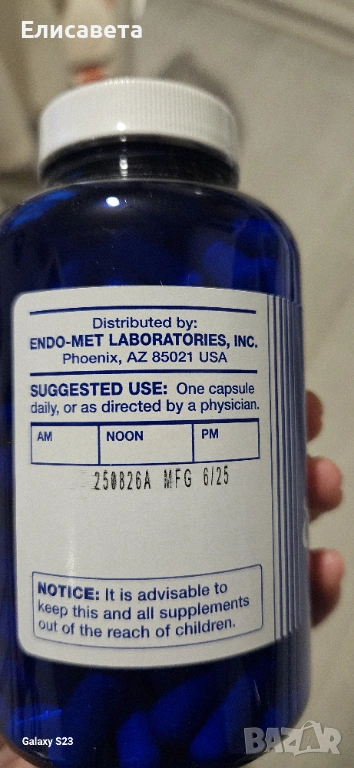 Елисавета
Distributed by:
ENDO-MET LABORATORIES, INC.
Phoenix, AZ 85021 USA
SUGGESTED USE: One capsule
daily, or as directed by a physician.
AM NOON PM
250826A MFG 6/25
NOTICE: It is advisable to
keep this and all supplements
out of the reach of children.
Galaxy S23
BAZAR